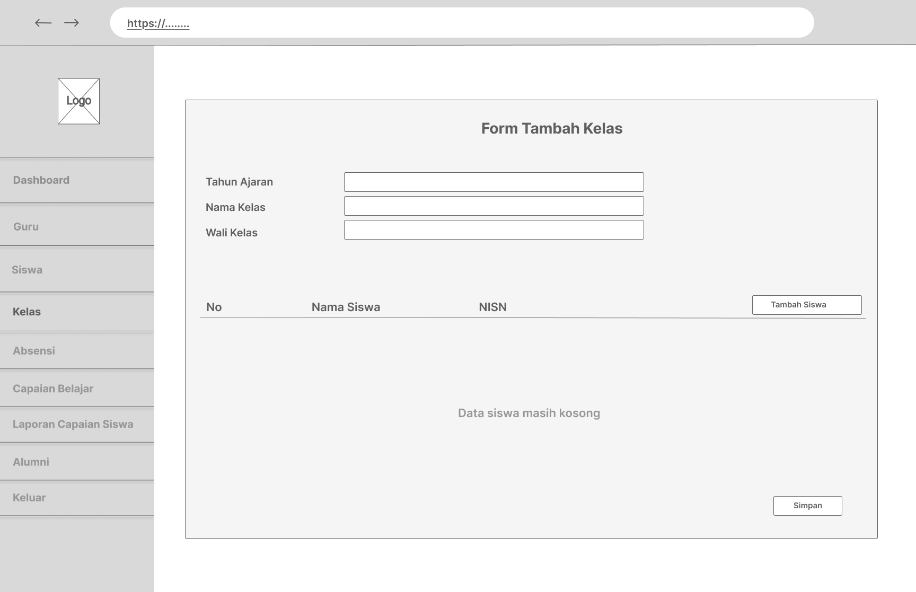 https://........
Logo
Dashboard
Guru
Siswa
Kelas
Absensi
Capaian Belajar
Laporan Capaian Siswa
Alumni
Keluar
Form Tambah Kelas
Tahun Ajaran
Nama Kelas
Wali Kelas
No Nama Siswa NISN Tambah Siswa
Data siswa masih kosong
Simpan